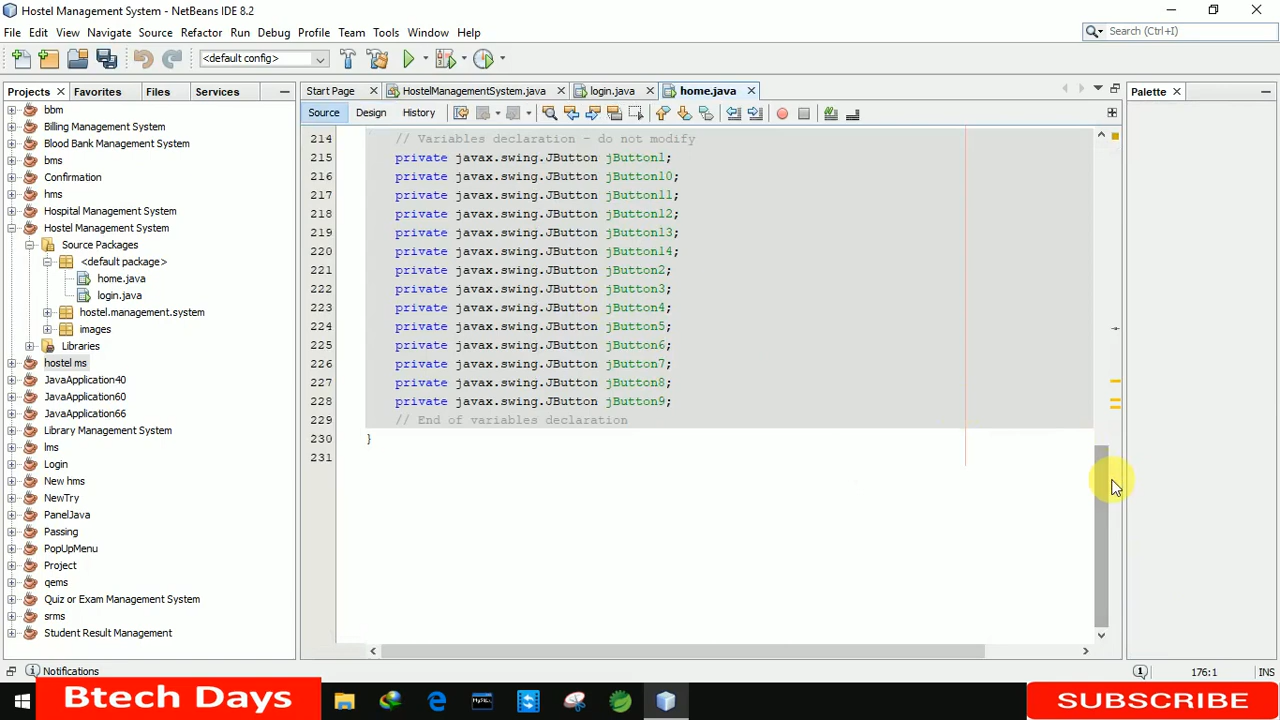 Hostel Management System - NetBeans IDE 8.2
File Edit View Navigate Source Refactor Run Debug Profile Team Tools Window Help
Search (Ctrl+I)
<default config>
Projects Favorites Files Services
Start Page HostelManagementSystem.java login.java home.java
Palette
Source Design History
bbm
Billing Management System
Blood Bank Management System
bms
Confirmation
hms
Hospital Management System
Hostel Management System
Source Packages
<default package>
home.java
login.java
hostel.management.system
images
Libraries
hostel ms
JavaApplication40
JavaApplication60
JavaApplication66
Library Management System
lms
Login
New hms
NewTry
PanelJava
Passing
PopUpMenu
Project
qems
Quiz or Exam Management System
srms
Student Result Management
214 // Variables declaration - do not modify
215 private javax.swing.JButton jButton1;
216 private javax.swing.JButton jButton10;
217 private javax.swing.JButton jButton11;
218 private javax.swing.JButton jButton12;
219 private javax.swing.JButton jButton13;
220 private javax.swing.JButton jButton14;
221 private javax.swing.JButton jButton2;
222 private javax.swing.JButton jButton3;
223 private javax.swing.JButton jButton4;
224 private javax.swing.JButton jButton5;
225 private javax.swing.JButton jButton6;
226 private javax.swing.JButton jButton7;
227 private javax.swing.JButton jButton8;
228 private javax.swing.JButton jButton9;
229 // End of variables declaration
230 }
231
Notifications
1
176:1
INS
Btech Days
SUBSCRIBE